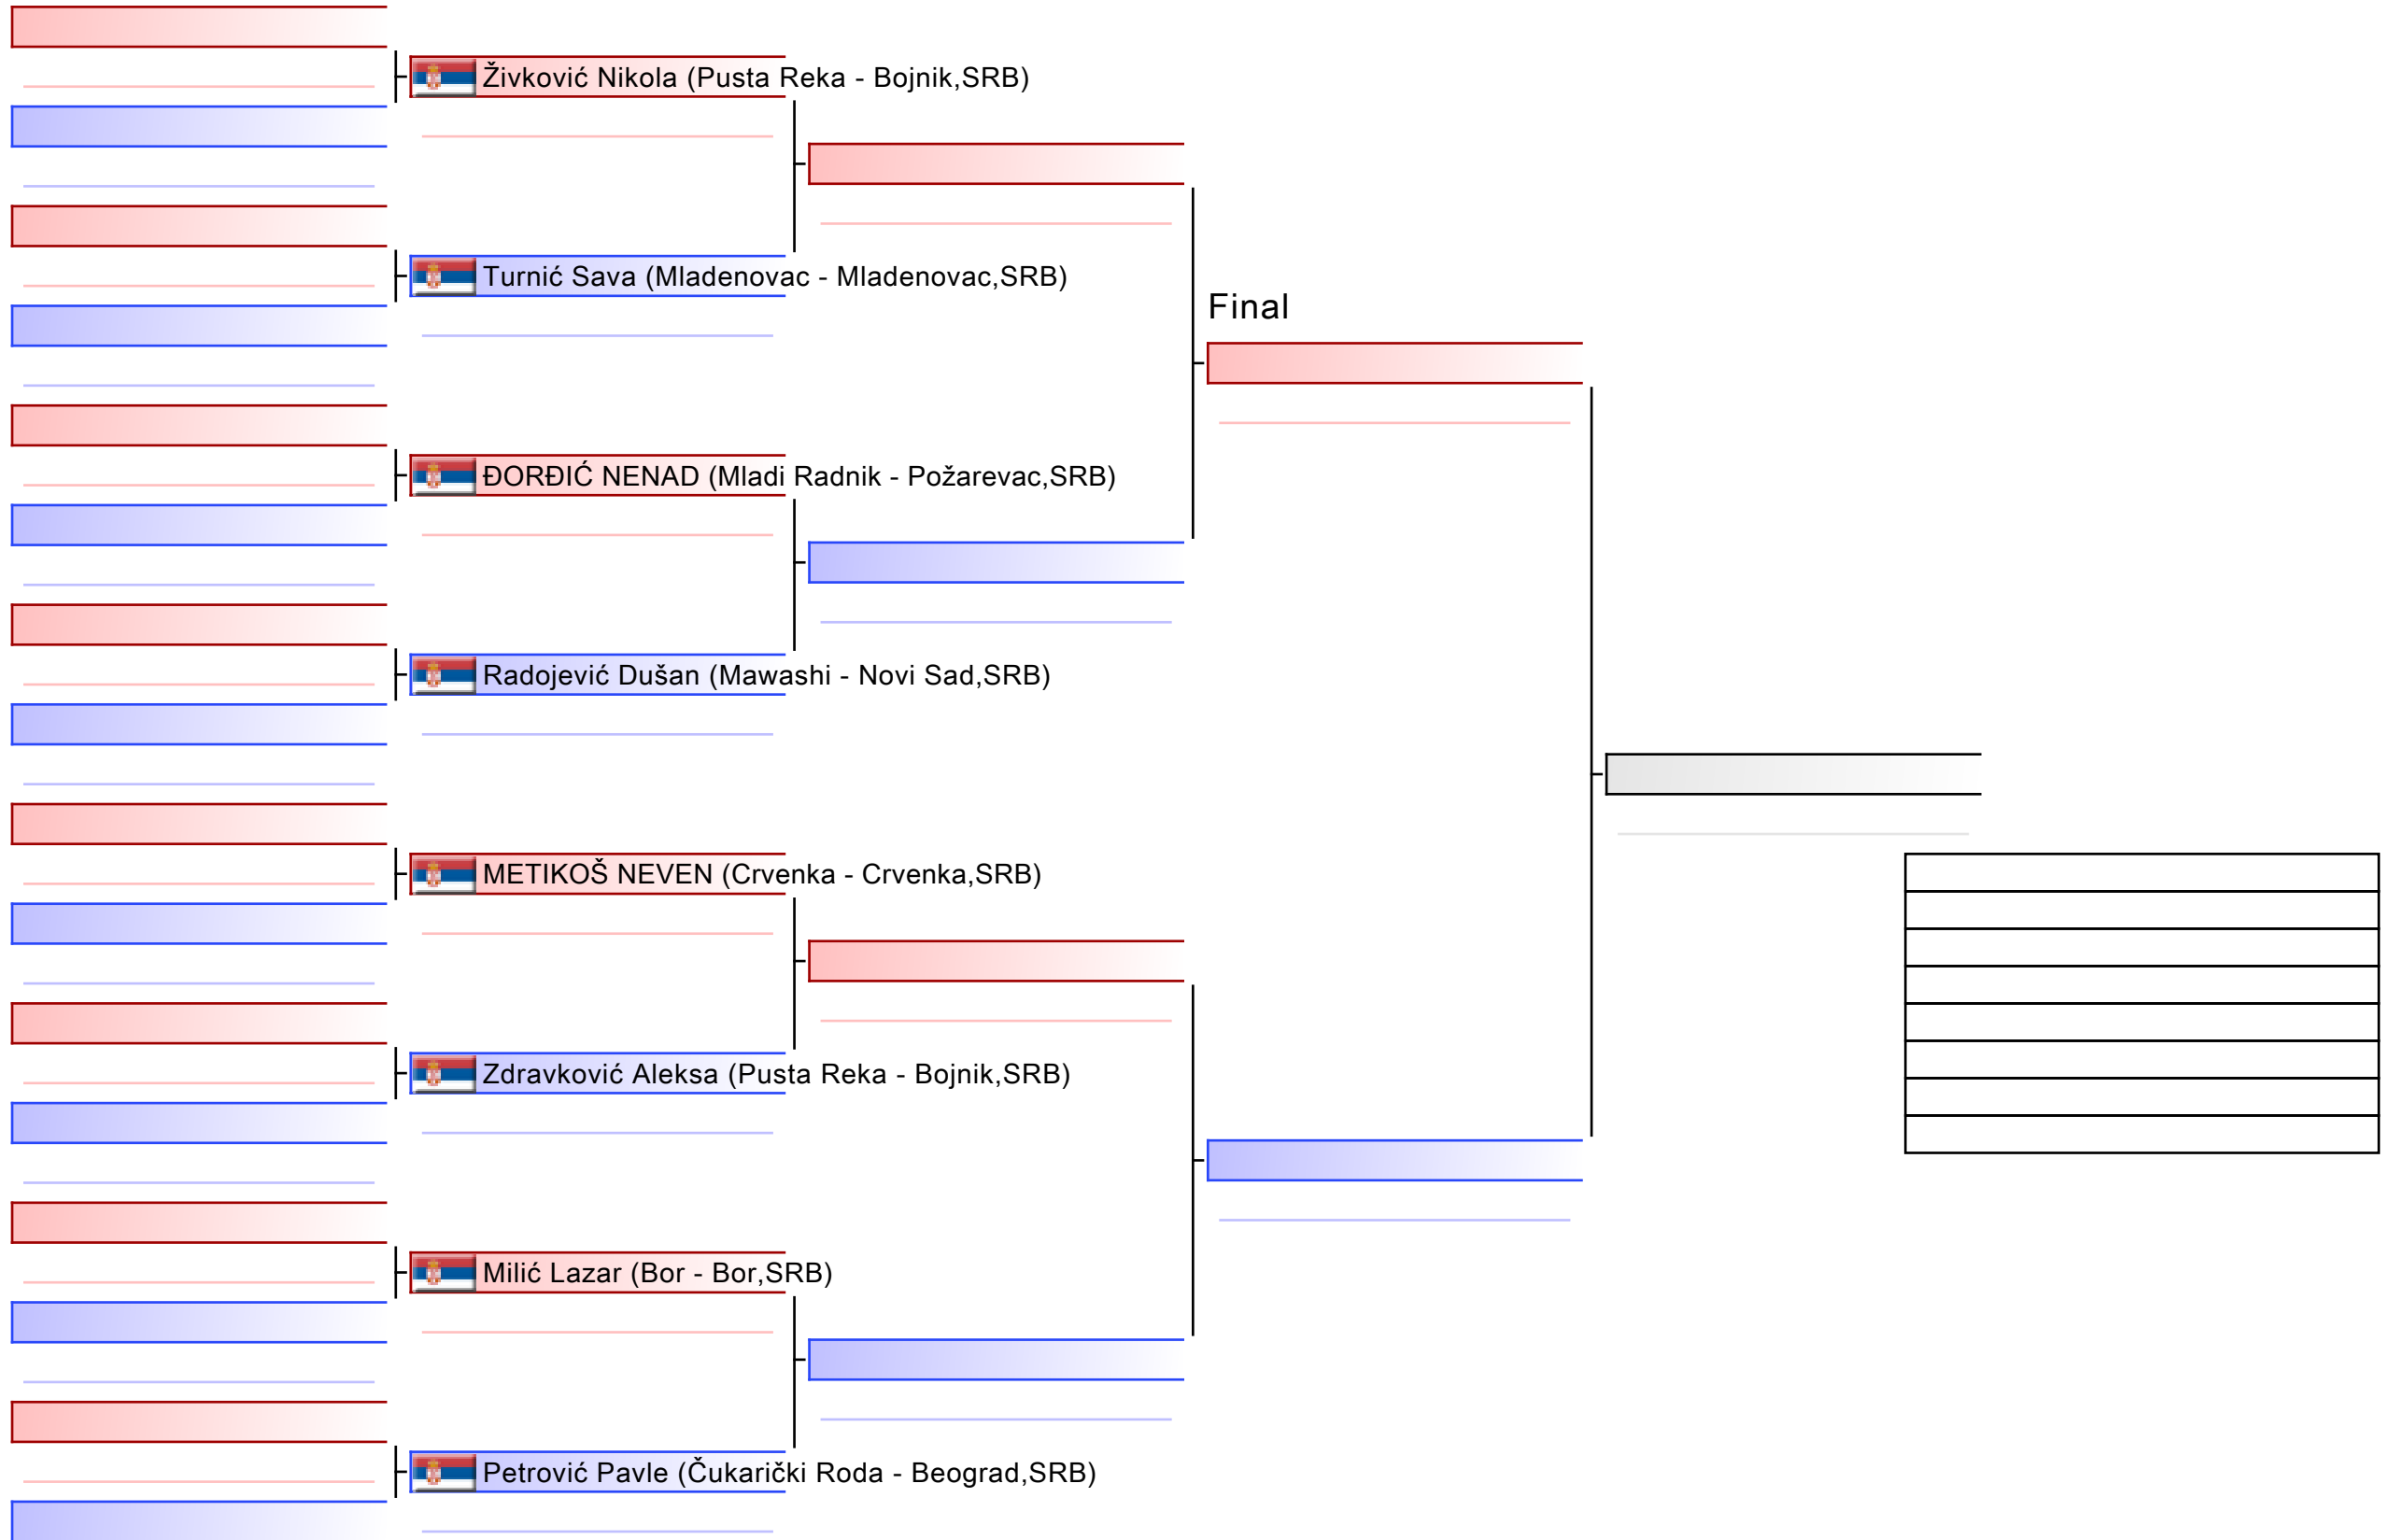 Živković Nikola (Pusta Reka - Bojnik,SRB)
Turnić Sava (Mladenovac - Mladenovac,SRB)
Final
ĐORĐIĆ NENAD (Mladi Radnik - Požarevac,SRB)
Radojević Dušan (Mawashi - Novi Sad,SRB)
METIKOŠ NEVEN (Crvenka - Crvenka,SRB)
Zdravković Aleksa (Pusta Reka - Bojnik,SRB)
Milić Lazar (Bor - Bor,SRB)
Petrović Pavle (Čukarički Roda - Beograd,SRB)